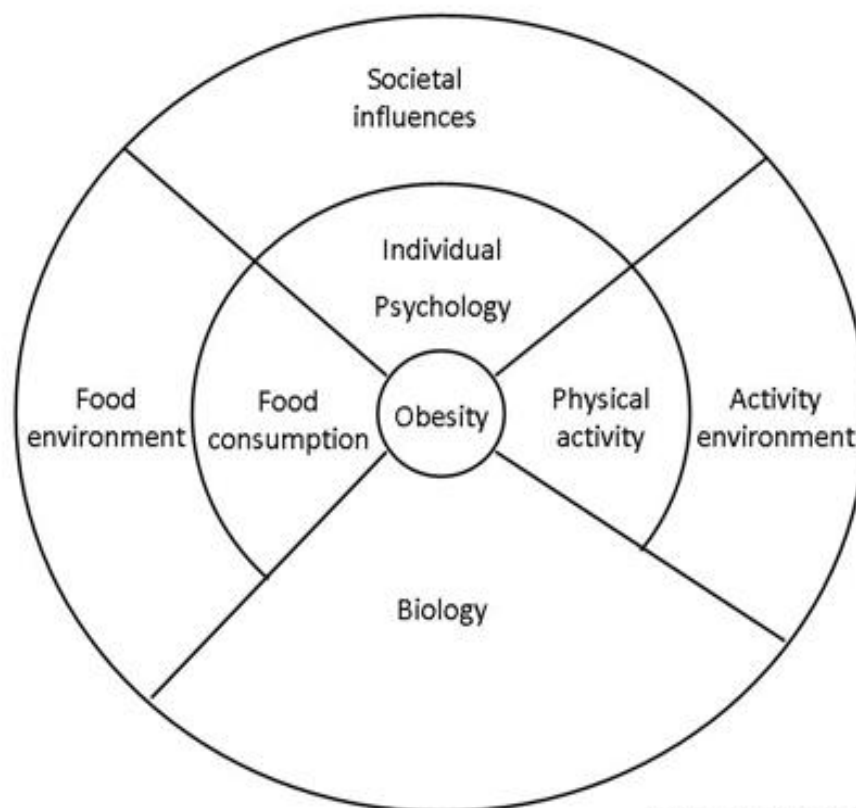 Societal
influences
Individual
Psychology
Food
environment
Food
consumption
Obesity
Physical
activity
Activity
environment
Biology